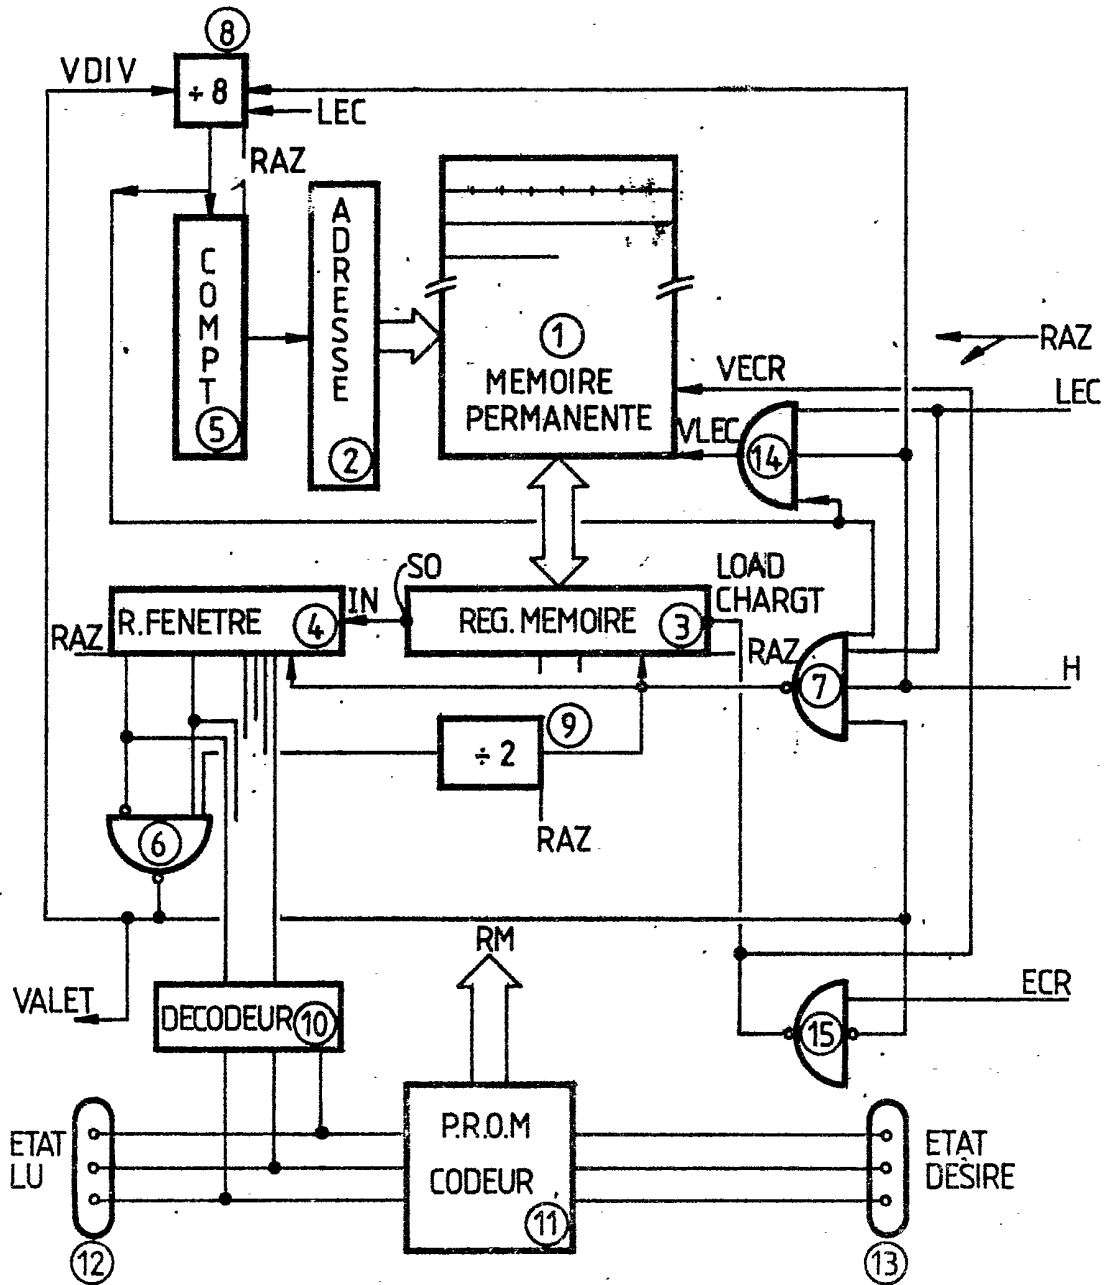 8
VDIV
÷ 8
LEC
RAZ
COMPT
5
ADRESSE
2
1
MEMOIRE
PERMANENTE
VECR
VLEC
14
RAZ
LEC
SO
LOAD
CHARGT
IN
R.FENETRE
4
REG. MEMOIRE
3
RAZ
RAZ
7
H
÷ 2
9
RAZ
6
RM
VALET
DECODEUR
10
ECR
15
ETAT
LU
12
P.R.O.M
CODEUR
11
ETAT
DESIRE
13